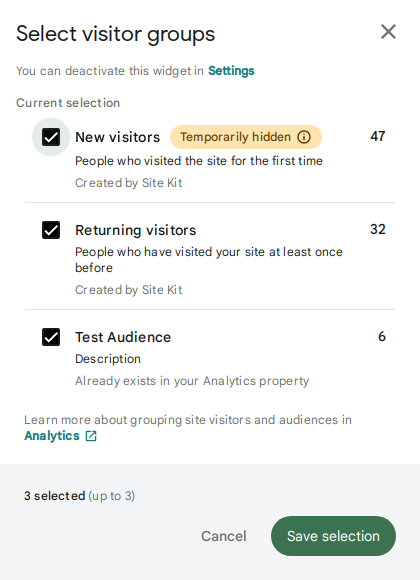 Select visitor groups
You can deactivate this widget in Settings
Current selection
New visitors Temporarily hidden 47
People who visited the site for the first time
Created by Site Kit
Returning visitors 32
People who have visited your site at least once
before
Created by Site Kit
Test Audience 6
Description
Already exists in your Analytics property
Learn more about grouping site visitors and audiences in
Analytics
3 selected (up to 3)
Cancel Save selection